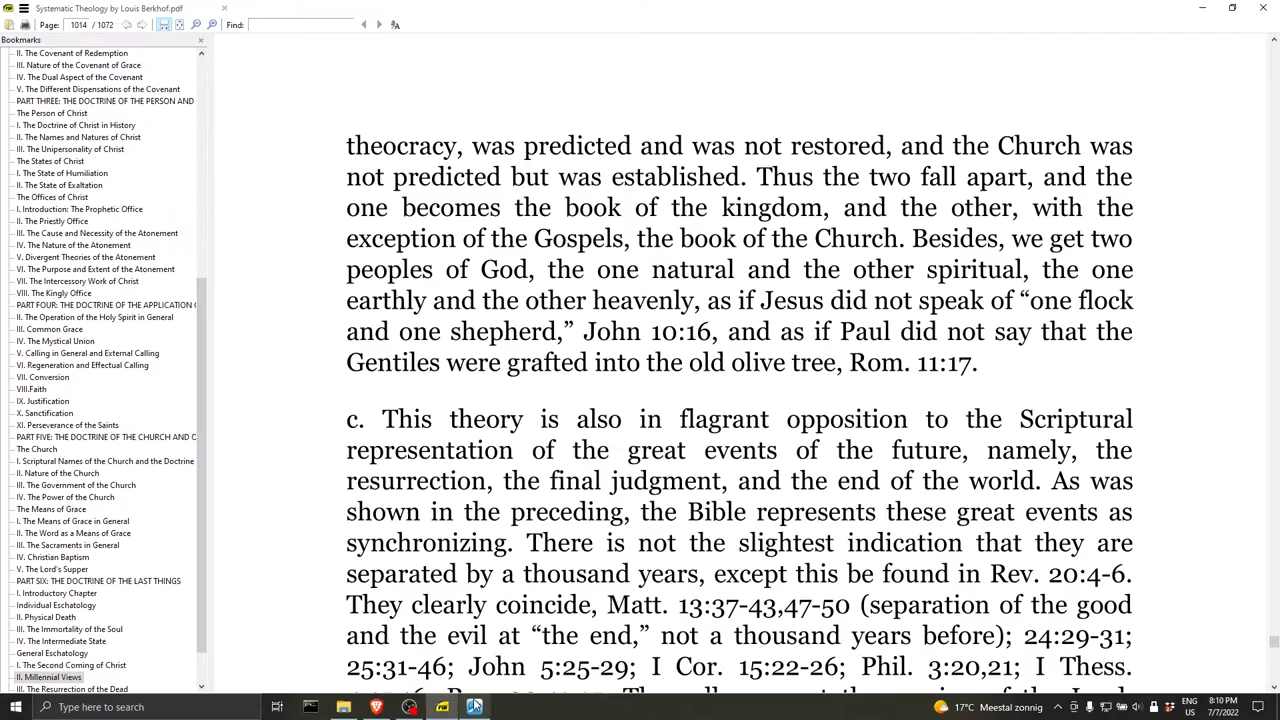 Systematic Theology by Louis Berkhof.pdf
Page: 1014 / 1072 Find:
Bookmarks
II. The Covenant of Redemption
III. Nature of the Covenant of Grace
IV. The Dual Aspect of the Covenant
V. The Different Dispensations of the Covenant
PART THREE: THE DOCTRINE OF THE PERSON AND
The Person of Christ
I. The Doctrine of Christ in History
II. The Names and Natures of Christ
III. The Unipersonality of Christ
The States of Christ
I. The State of Humiliation
II. The State of Exaltation
The Offices of Christ
I. Introduction: The Prophetic Office
II. The Priestly Office
III. The Cause and Necessity of the Atonement
IV. The Nature of the Atonement
V. Divergent Theories of the Atonement
VI. The Purpose and Extent of the Atonement
VII. The Intercessory Work of Christ
VIII. The Kingly Office
PART FOUR: THE DOCTRINE OF THE APPLICATION
II. The Operation of the Holy Spirit in General
III. Common Grace
IV. The Mystical Union
V. Calling in General and External Calling
VI. Regeneration and Effectual Calling
VII. Conversion
VIII.Faith
IX. Justification
X. Sanctification
XI. Perseverance of the Saints
PART FIVE: THE DOCTRINE OF THE CHURCH AND
The Church
I. Scriptural Names of the Church and the Doctrine
II. Nature of the Church
III. The Government of the Church
IV. The Power of the Church
The Means of Grace
I. The Means of Grace in General
II. The Word as a Means of Grace
III. The Sacraments in General
IV. Christian Baptism
V. The Lord's Supper
PART SIX: THE DOCTRINE OF THE LAST THINGS
I. Introductory Chapter
Individual Eschatology
II. Physical Death
III. The Immortality of the Soul
IV. The Intermediate State
General Eschatology
I. The Second Coming of Christ
II. Millennial Views
III. The Resurrection of the Dead
theocracy, was predicted and was not restored, and the Church was
not predicted but was established. Thus the two fall apart, and the
one becomes the book of the kingdom, and the other, with the
exception of the Gospels, the book of the Church. Besides, we get two
peoples of God, the one natural and the other spiritual, the one
earthly and the other heavenly, as if Jesus did not speak of “one flock
and one shepherd,” John 10:16, and as if Paul did not say that the
Gentiles were grafted into the old olive tree, Rom. 11:17.
c. This theory is also in flagrant opposition to the Scriptural
representation of the great events of the future, namely, the
resurrection, the final judgment, and the end of the world. As was
shown in the preceding, the Bible represents these great events as
synchronizing. There is not the slightest indication that they are
separated by a thousand years, except this be found in Rev. 20:4-6.
They clearly coincide, Matt. 13:37-43,47-50 (separation of the good
and the evil at “the end,” not a thousand years before); 24:29-31;
25:31-46; John 5:25-29; I Cor. 15:22-26; Phil. 3:20,21; I Thess.
Type here to search
17°C Meestal zonnig
ENG
US
8:10 PM
7/7/2022